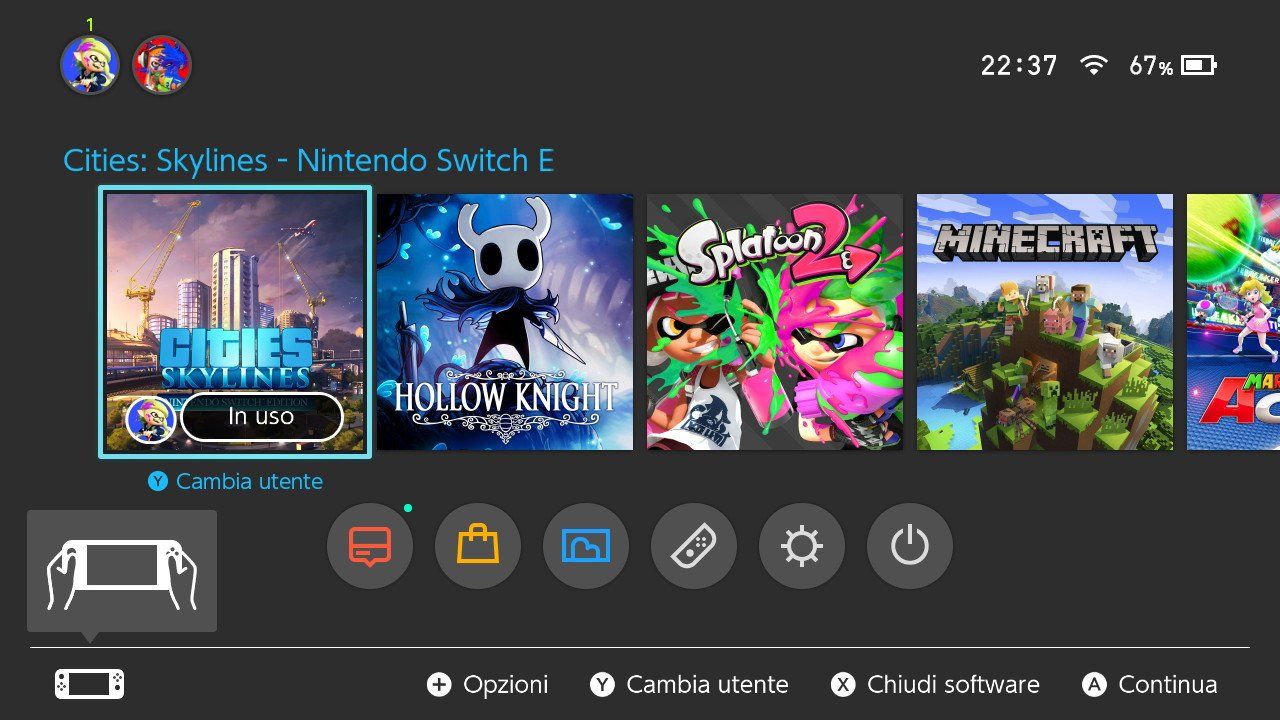 1
22:37 67%
Cities: Skylines - Nintendo Switch E
CITIES
SKYLINES
NINTENDO SWITCH EDITION
In uso
HOLLOW KNIGHT
Splatoon 2
MINECRAFT
Y Cambia utente
+ Opzioni Y Cambia utente X Chiudi software A Continua